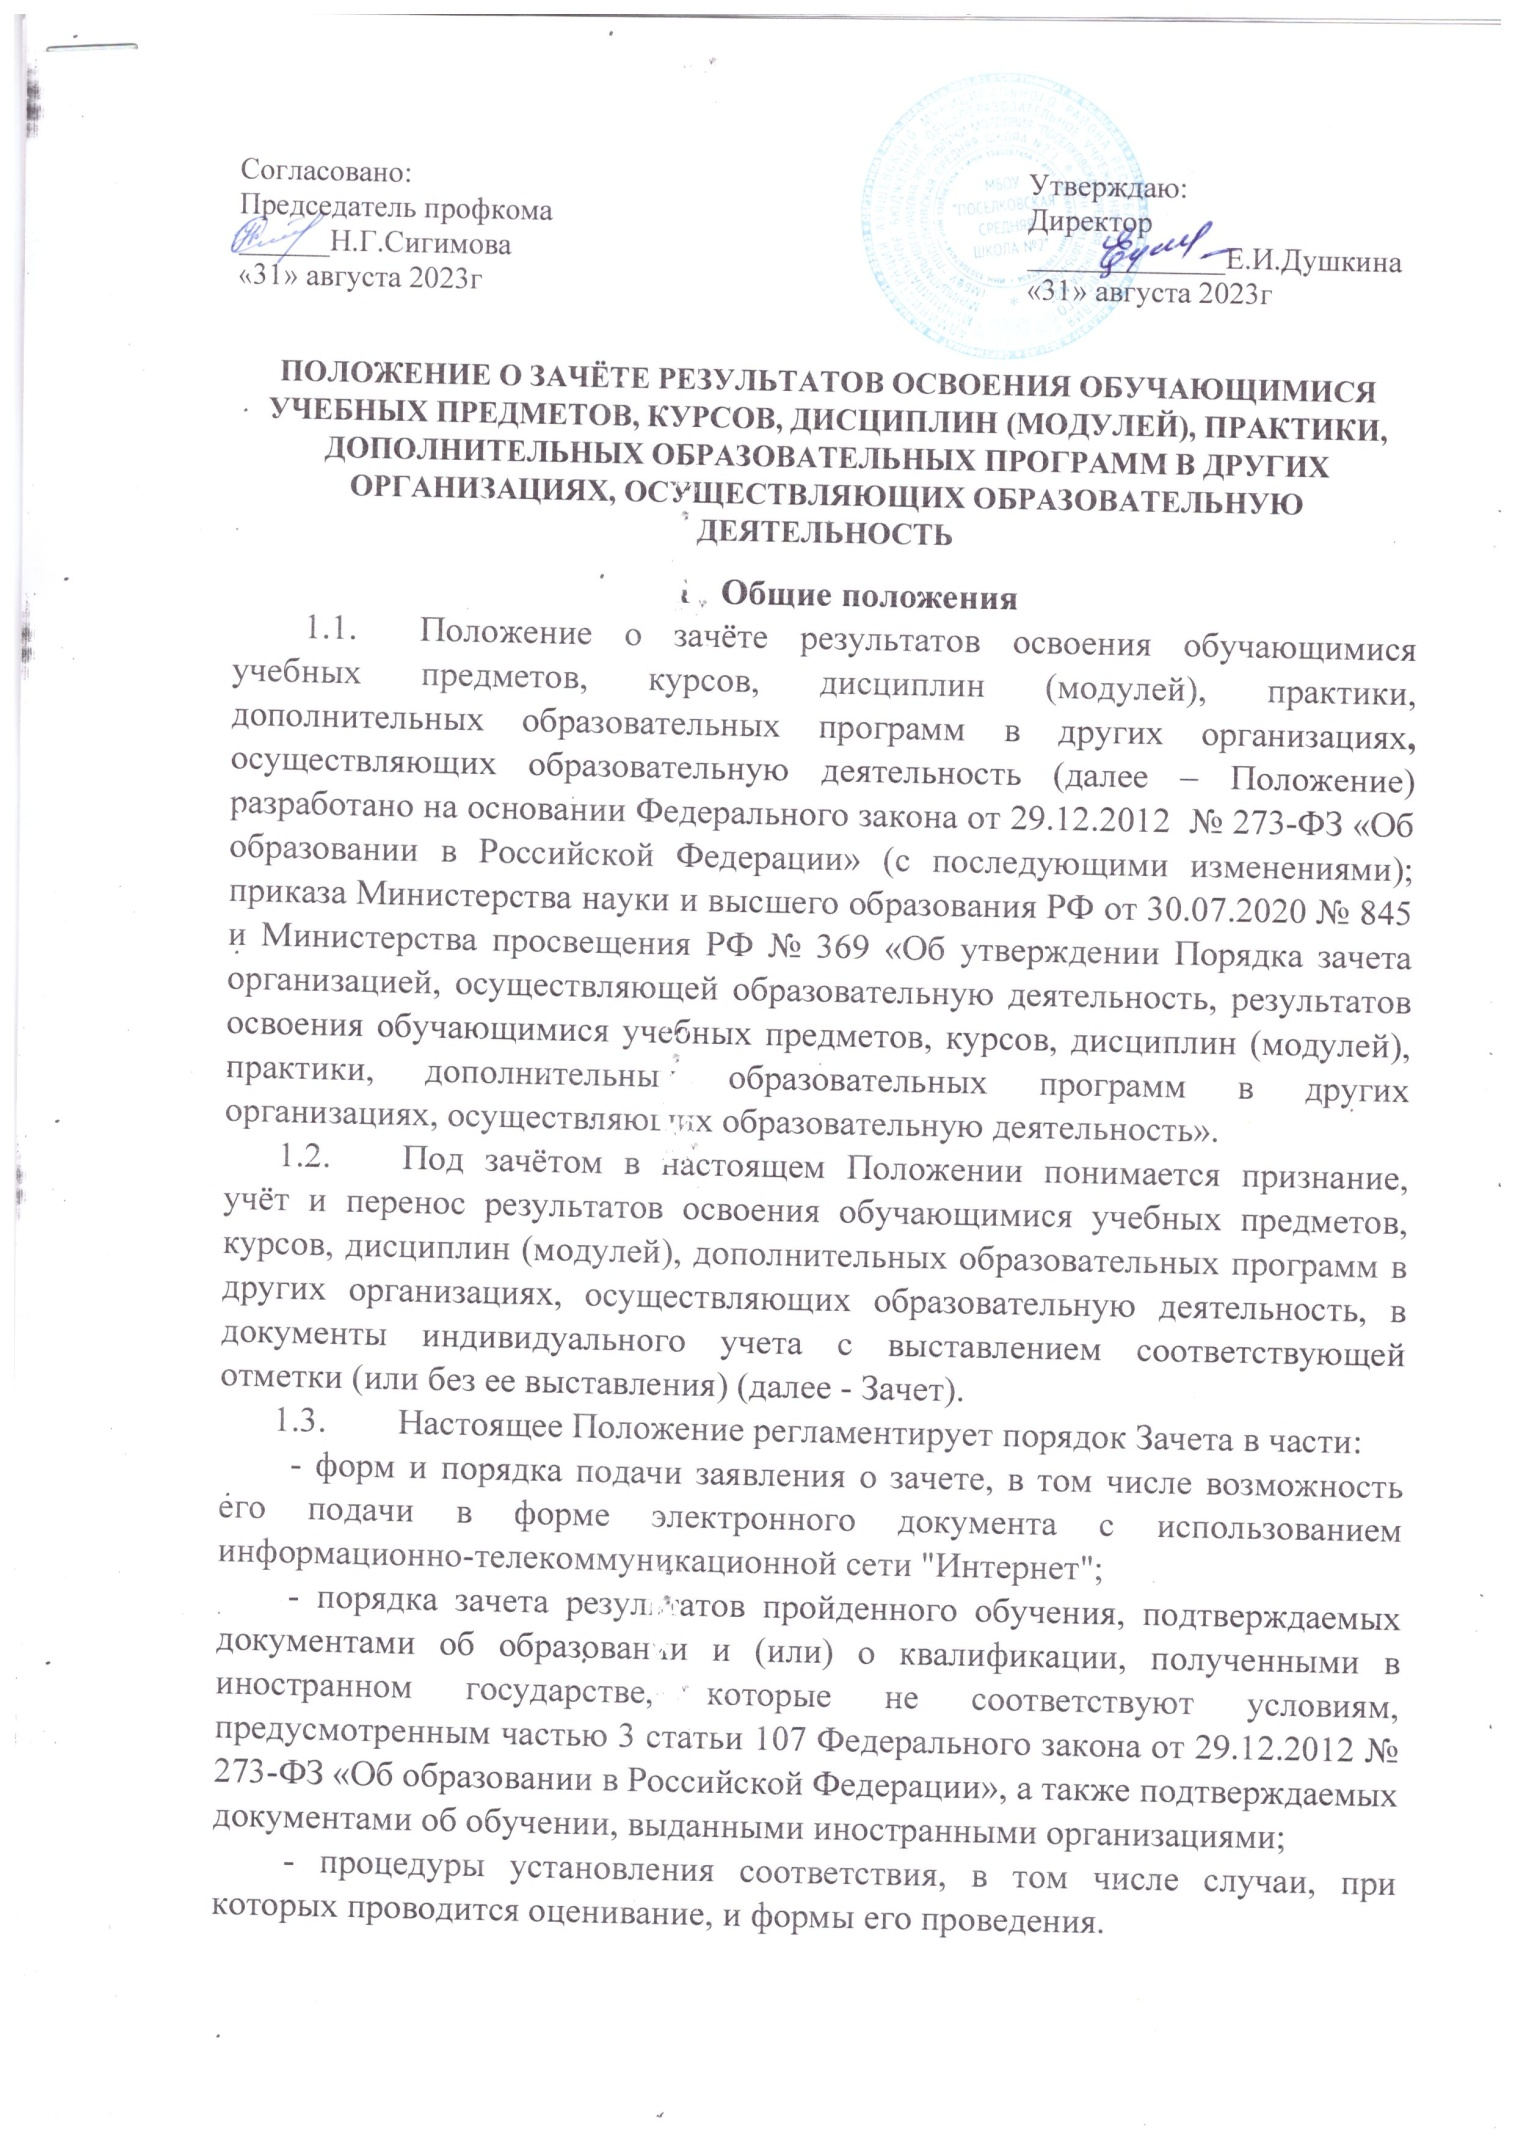 Согласовано:
Председатель профкома
______Н.Г.Сигимова
«31» августа 2023г
МБОУ
"ПОСЕЛКОВСКАЯ
СРЕДНЯЯ
ШКОЛА №2"
Утверждаю:
Директор
_____________Е.И.Душкина
«31» августа 2023г
ПОЛОЖЕНИЕ О ЗАЧЁТЕ РЕЗУЛЬТАТОВ ОСВОЕНИЯ ОБУЧАЮЩИМИСЯ
УЧЕБНЫХ ПРЕДМЕТОВ, КУРСОВ, ДИСЦИПЛИН (МОДУЛЕЙ), ПРАКТИКИ,
ДОПОЛНИТЕЛЬНЫХ ОБРАЗОВАТЕЛЬНЫХ ПРОГРАММ В ДРУГИХ
ОРГАНИЗАЦИЯХ, ОСУЩЕСТВЛЯЮЩИХ ОБРАЗОВАТЕЛЬНУЮ
ДЕЯТЕЛЬНОСТЬ
Общие положения
1.1. Положение о зачёте результатов освоения обучающимися
учебных предметов, курсов, дисциплин (модулей), практики,
дополнительных образовательных программ в других организациях,
осуществляющих образовательную деятельность (далее – Положение)
разработано на основании Федерального закона от 29.12.2012 № 273-ФЗ «Об
образовании в Российской Федерации» (с последующими изменениями);
приказа Министерства науки и высшего образования РФ от 30.07.2020 № 845
и Министерства просвещения РФ № 369 «Об утверждении Порядка зачета
организацией, осуществляющей образовательную деятельность, результатов
освоения обучающимися учебных предметов, курсов, дисциплин (модулей),
практики, дополнительных образовательных программ в других
организациях, осуществляющих образовательную деятельность».
1.2. Под зачётом в настоящем Положении понимается признание,
учёт и перенос результатов освоения обучающимися учебных предметов,
курсов, дисциплин (модулей), дополнительных образовательных программ в
других организациях, осуществляющих образовательную деятельность, в
документы индивидуального учета с выставлением соответствующей
отметки (или без ее выставления) (далее - Зачет).
1.3. Настоящее Положение регламентирует порядок Зачета в части:
- форм и порядка подачи заявления о зачете, в том числе возможность
его подачи в форме электронного документа с использованием
информационно-телекоммуникационной сети "Интернет";
- порядка зачета результатов пройденного обучения, подтверждаемых
документами об образовании и (или) о квалификации, полученными в
иностранном государстве, которые не соответствуют условиям,
предусмотренным частью 3 статьи 107 Федерального закона от 29.12.2012 №
273-ФЗ «Об образовании в Российской Федерации», а также подтверждаемых
документами об обучении, выданными иностранными организациями;
- процедуры установления соответствия, в том числе случаи, при
которых проводится оценивание, и формы его проведения.